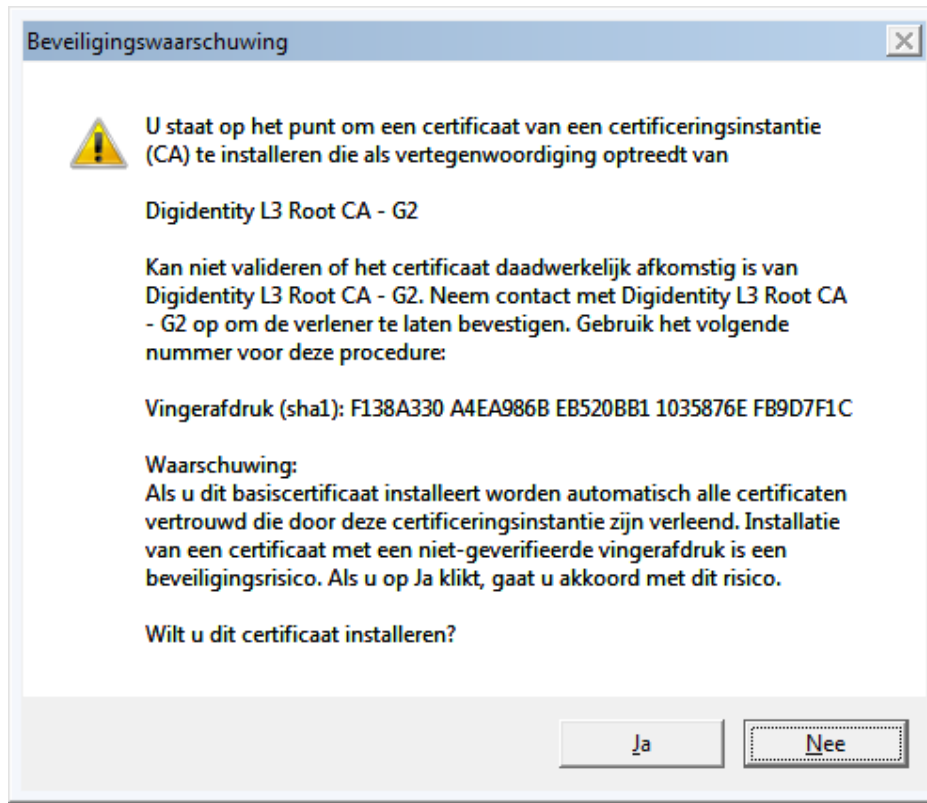 Beveiligingswaarschuwing
U staat op het punt om een certificaat van een certificeringsinstantie
(CA) te installeren die als vertegenwoordiging optreedt van
Digidentity L3 Root CA - G2
Kan niet valideren of het certificaat daadwerkelijk afkomstig is van
Digidentity L3 Root CA - G2. Neem contact met Digidentity L3 Root CA
- G2 op om de verlener te laten bevestigen. Gebruik het volgende
nummer voor deze procedure:
Vingerafdruk (sha1): F138A330 A4EA986B EB520BB1 1035876E FB9D7F1C
Waarschuwing:
Als u dit basiscertificaat installeert worden automatisch alle certificaten
vertrouwd die door deze certificeringsinstantie zijn verleend. Installatie
van een certificaat met een niet-geverifieerde vingerafdruk is een
beveiligingsrisico. Als u op Ja klikt, gaat u akkoord met dit risico.
Wilt u dit certificaat installeren?
Ja
Nee